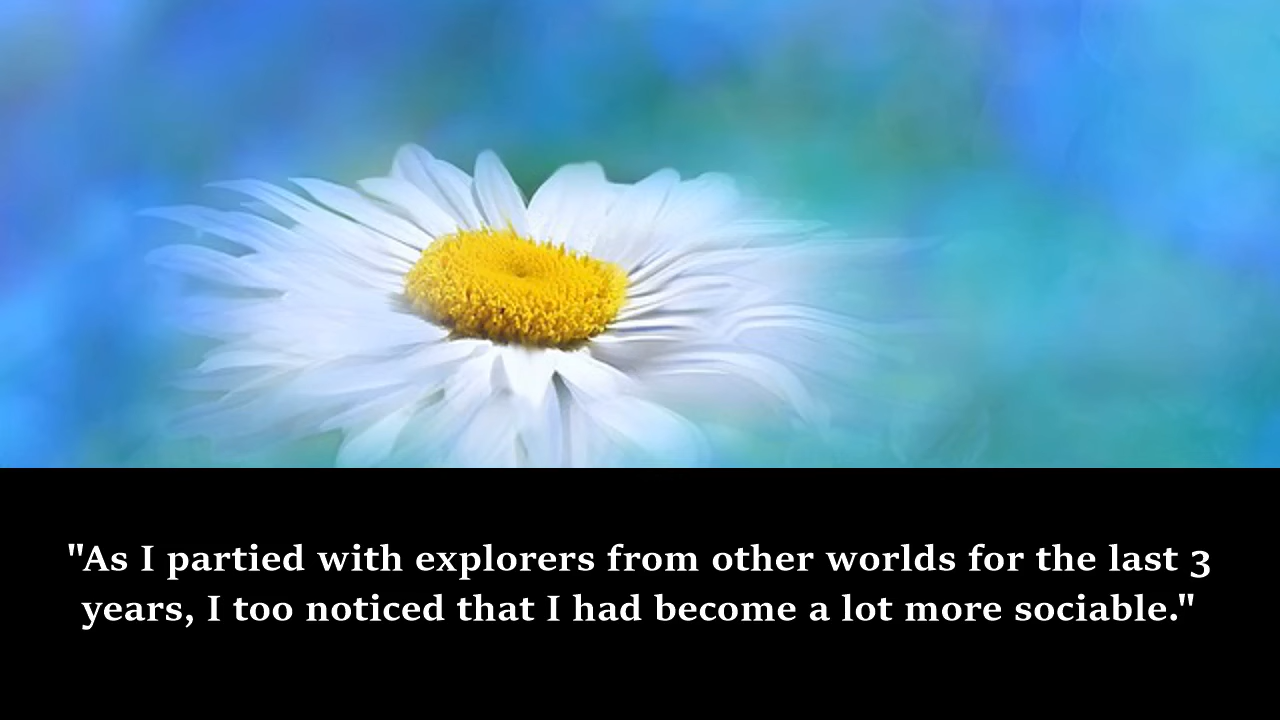 "As I partied with explorers from other worlds for the last 3
years, I too noticed that I had become a lot more sociable."